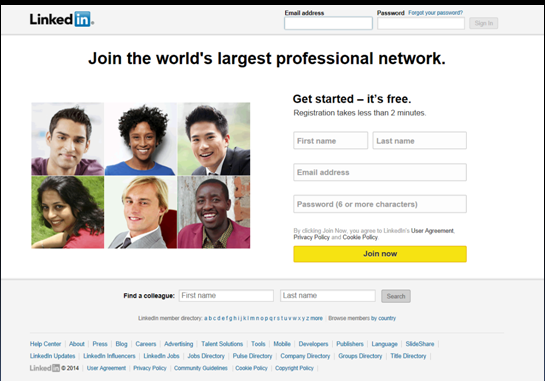 LinkedIn
Email address
Password Forgot your password?
Sign In
Join the world's largest professional network.
Get started – it's free.
Registration takes less than 2 minutes.
First name Last name
Email address
Password (6 or more characters)
By clicking Join Now, you agree to LinkedIn's User Agreement,
Privacy Policy and Cookie Policy.
Join now
Find a colleague: First name Last name Search
LinkedIn member directory: a b c d e f g h i j k l m n o p q r s t u v w x y z more | Browse members by country
Help Center | About | Press | Blog | Careers | Advertising | Talent Solutions | Tools | Mobile | Developers | Publishers | Language | SlideShare
LinkedIn Updates | LinkedIn Influencers | LinkedIn Jobs | Jobs Directory | Pulse Directory | Company Directory | Groups Directory | Title Directory
LinkedIn © 2014 | User Agreement | Privacy Policy | Community Guidelines | Cookie Policy | Copyright Policy |